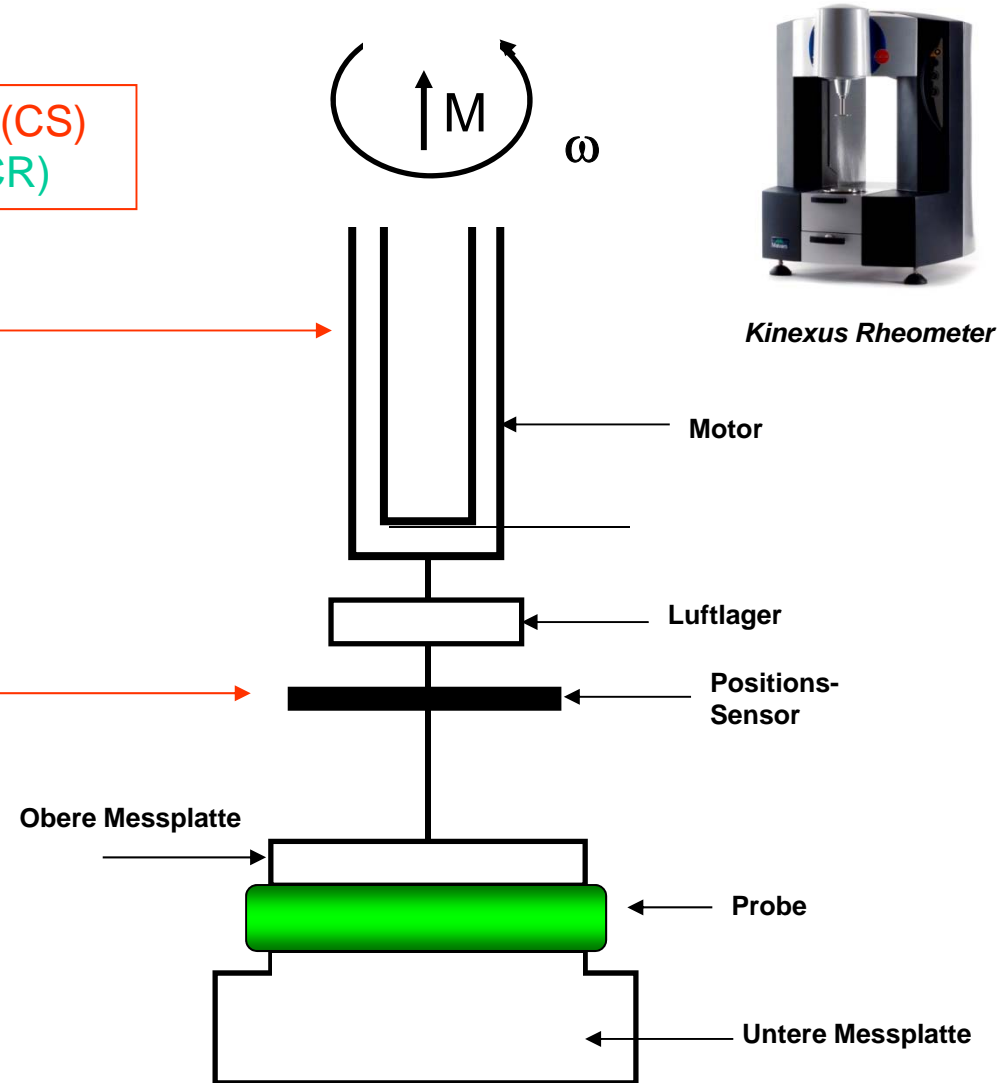 (CS)
CR)
M
ω
Kinexus Rheometer
Motor
Luftlager
Positions-
Sensor
Obere Messplatte
Probe
Untere Messplatte